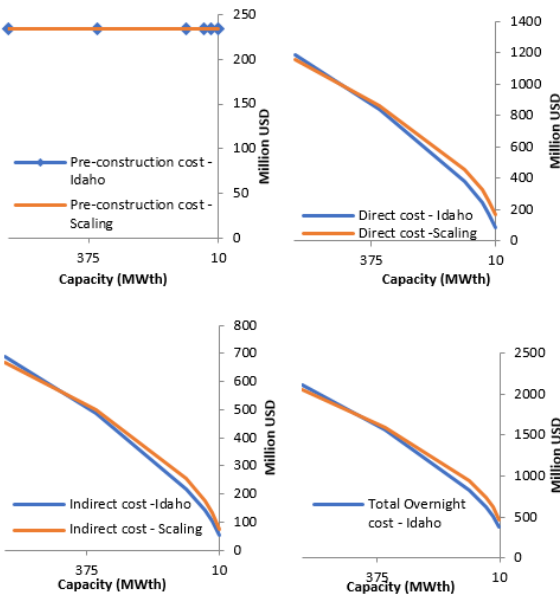 250
200
150
100
50
0
Million USD
Pre-construction cost -
Idaho
Pre-construction cost -
Scaling
375
10
Capacity (MWth)
1400
1200
1000
800
600
400
200
0
Million USD
Direct cost - Idaho
Direct cost -Scaling
375
10
Capacity (MWth)
800
700
600
500
400
300
200
100
0
Million USD
Indirect cost -Idaho
Indirect cost - Scaling
375
10
Capacity (MWth)
2500
2000
1500
1000
500
0
Million USD
Total Overnight
cost - Idaho
375
10
Capacity (MWth)